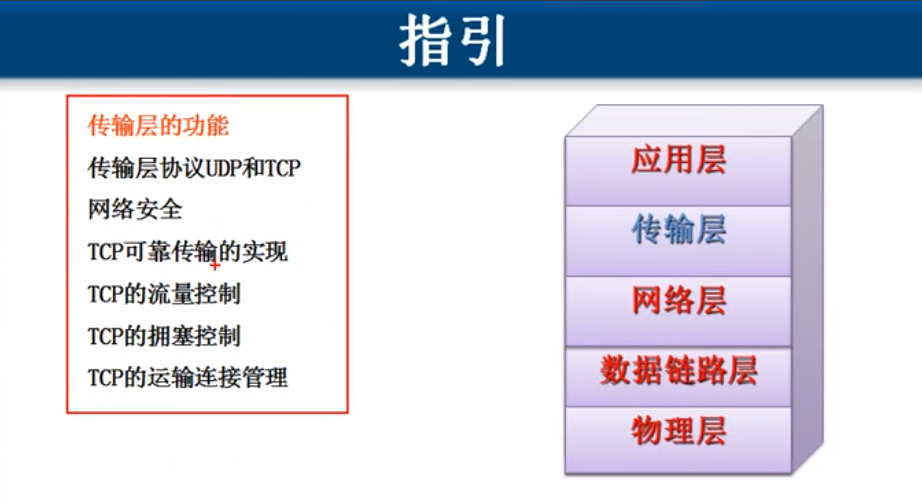 指引
传输层的功能
传输层协议UDP和TCP
网络安全
TCP可靠传输的实现
TCP的流量控制
TCP的拥塞控制
TCP的运输连接管理
应用层
传输层
网络层
数据链路层
物理层